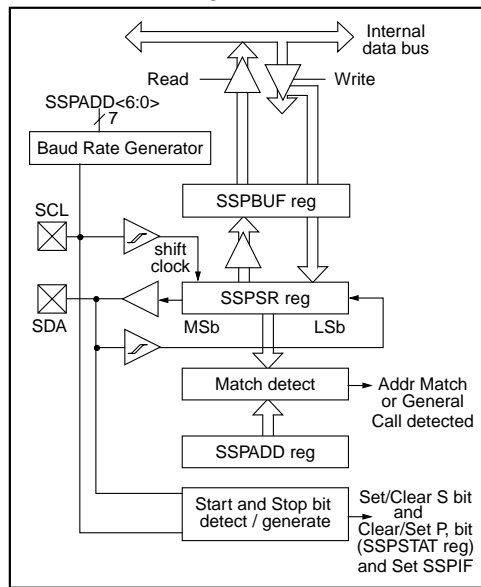 Internal
data bus
Read
Write
SSPADD<6:0>
7
Baud Rate Generator
SSPBUF reg
SCL
shift
clock
SSPSR reg
SDA
MSb
LSb
Match detect
Addr Match
or General
Call detected
SSPADD reg
Start and Stop bit
detect / generate
Set/Clear S bit
and
Clear/Set P, bit
(SSPSTAT reg)
and Set SSPIF